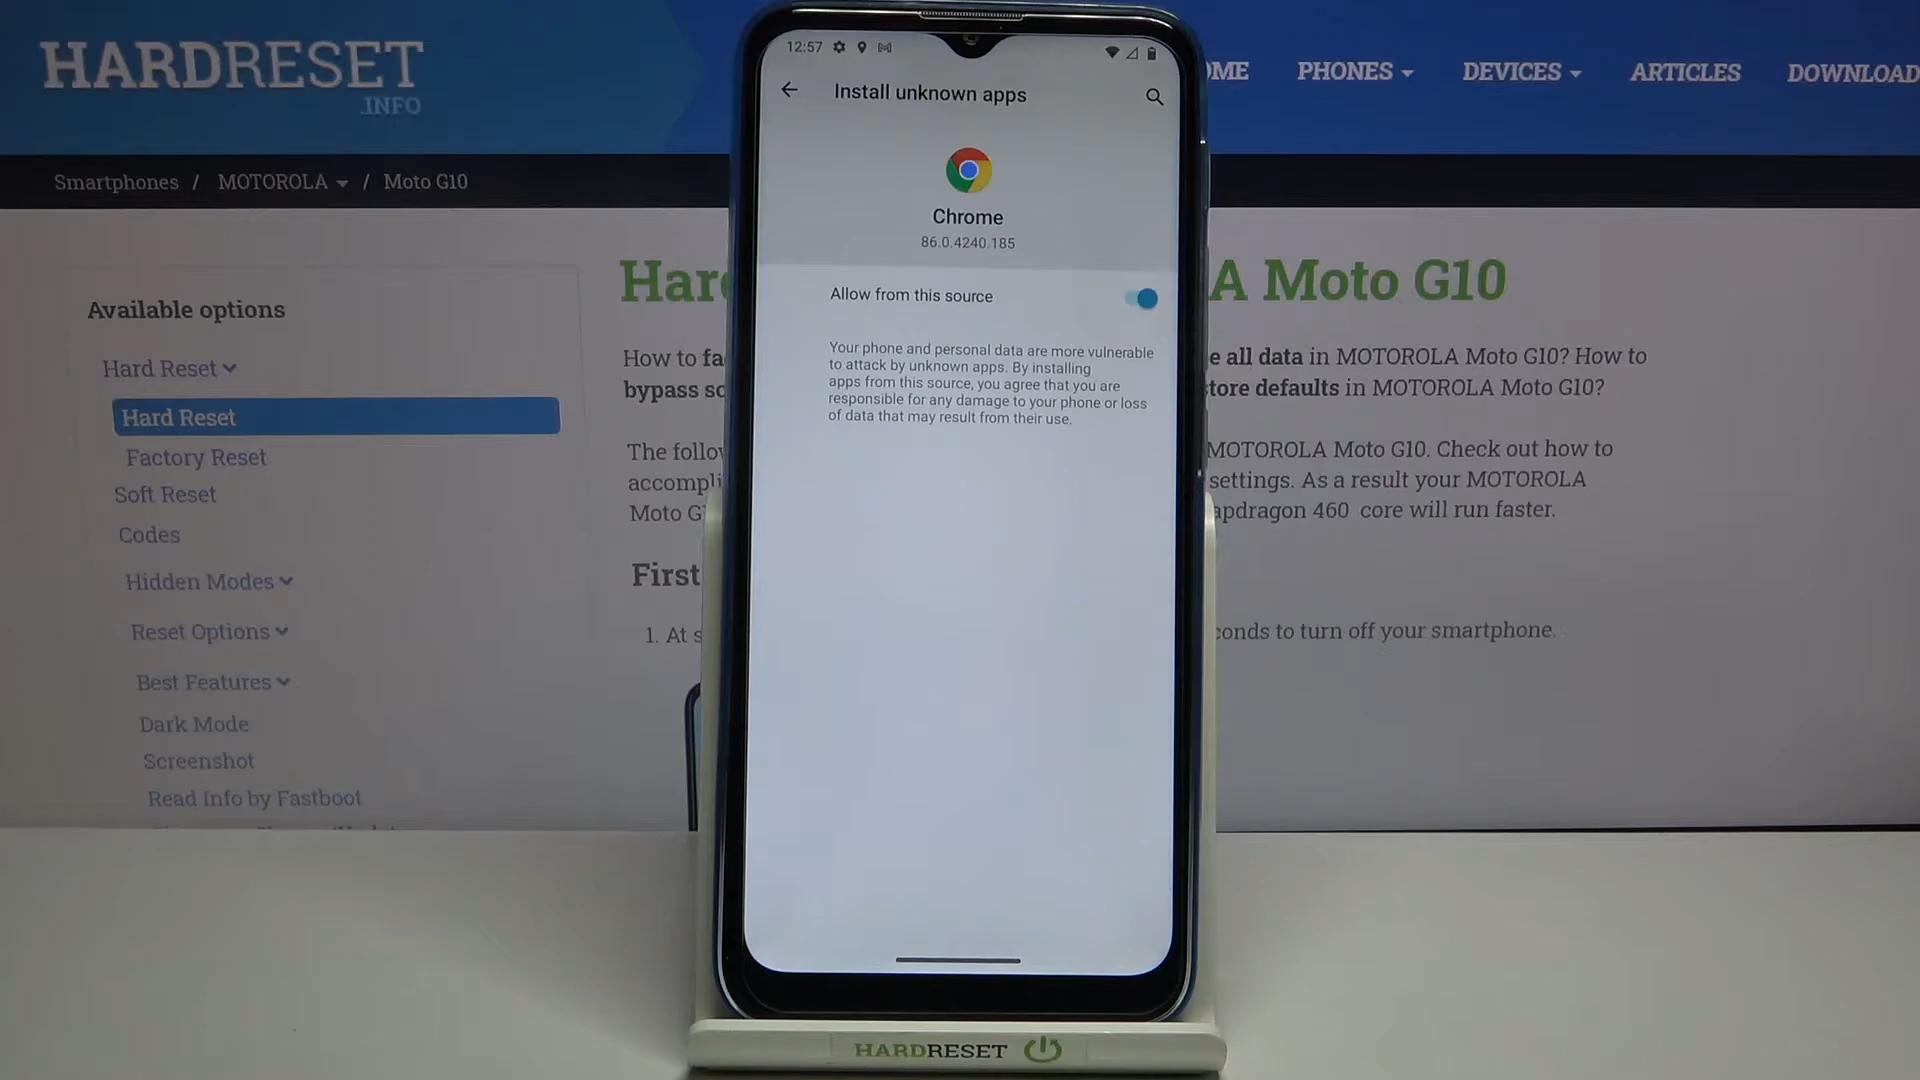 HARDRESET
.INFO
OME PHONES DEVICES ARTICLES DOWNLOAD
Smartphones / MOTOROLA / Moto G10
Available options
Hard Reset
Hard Reset
Factory Reset
Soft Reset
Codes
Hidden Modes
Reset Options
Best Features
Dark Mode
Screenshot
Read Info by Fastboot
Hard A Moto G10
How to fa e all data in MOTOROLA Moto G10? How to
bypass sc tore defaults in MOTOROLA Moto G10?
The follow MOTOROLA Moto G10. Check out how to
accompli settings. As a result your MOTOROLA
Moto G apdragon 460 core will run faster.
First
1. At s conds to turn off your smartphone.
12:57
Install unknown apps
Chrome
86.0.4240.185
Allow from this source
Your phone and personal data are more vulnerable
to attack by unknown apps. By installing
apps from this source, you agree that you are
responsible for any damage to your phone or loss
of data that may result from their use.
HARDRESET